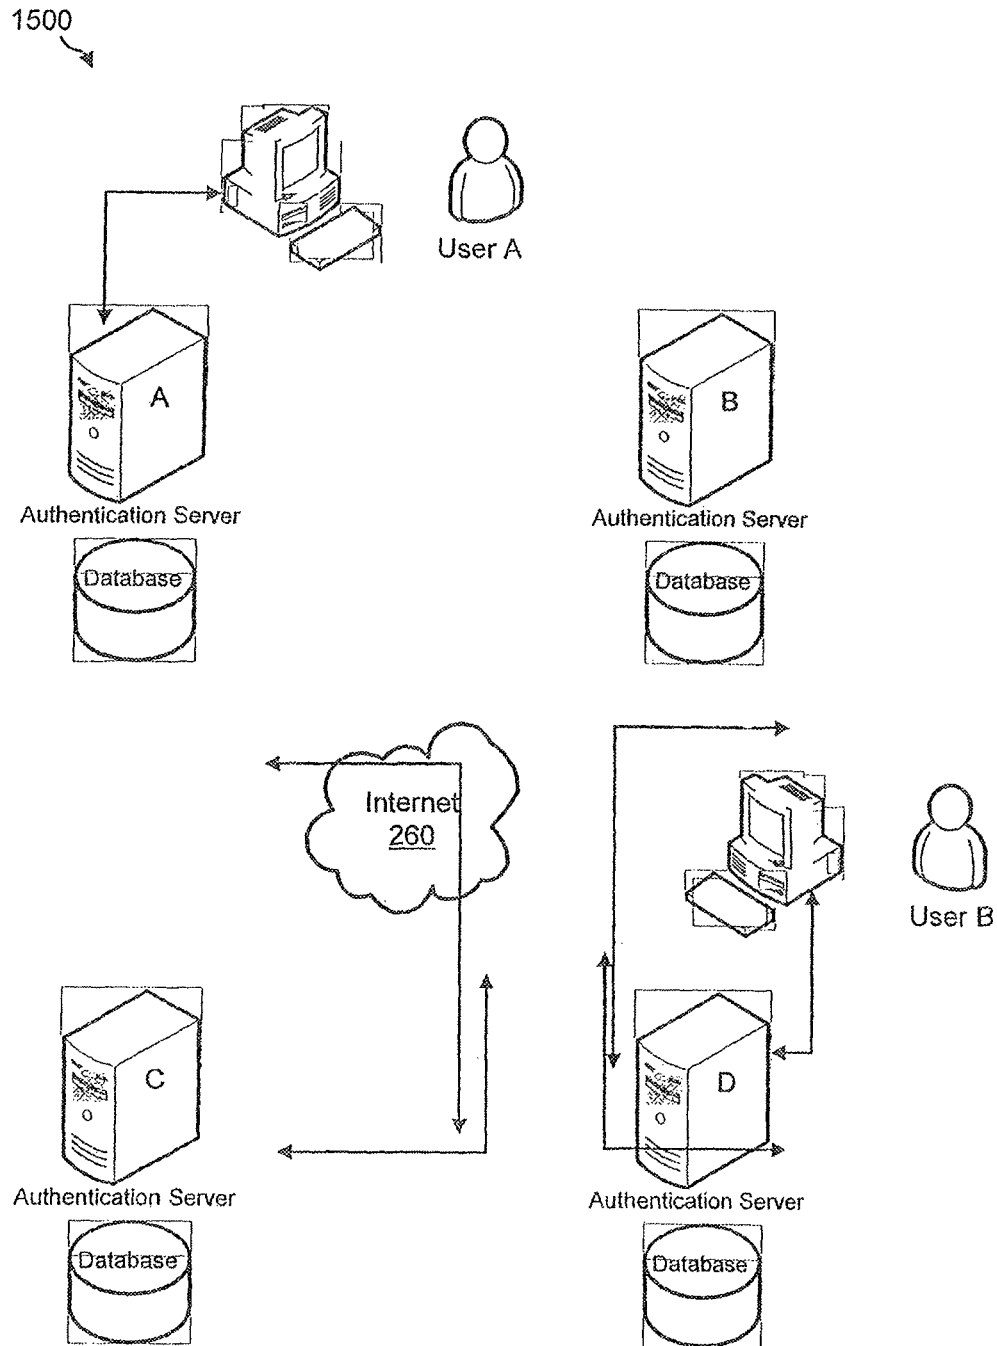 1500
User A
A
B
Authentication Server
Authentication Server
Database
Database
Internet
260
User B
C
D
Authentication Server
Authentication Server
Database
Database